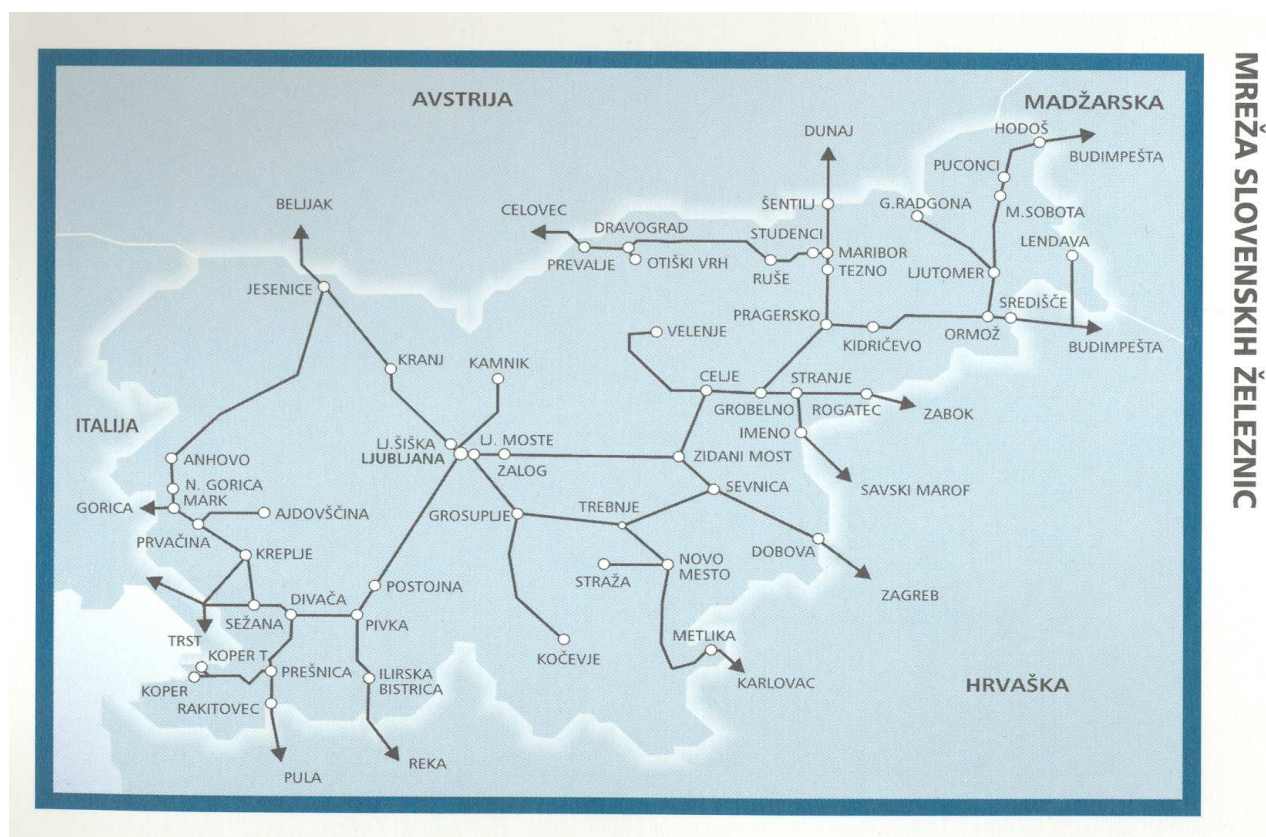 MREŽA SLOVENSKIH ŽELEZNIC
AVSTRIJA
MADŽARSKA
HODOŠ
BUDIMPEŠTA
DUNAJ
PUCONCI
ŠENTILJ
G.RADGONA
M.SOBOTA
BELJJAK
CELOVEC
DRAVOGRAD
STUDENCI
LENDAVA
PREVALJE
OTIŠKI VRH
RUŠE
MARIBOR
TEZNO
LJUTOMER
JESENICE
SREDIŠČE
PRAGERSKO
VELENJE
KIDRIČEVO
ORMOŽ
BUDIMPEŠTA
KRANJ
KAMNIK
CELJE
STRANJE
GROBELNO
ROGATEC
ZABOK
ITALIJA
IMENO
LJ.ŠIŠKA
LJUBLJANA
LJ. MOSTE
ZALOG
ZIDANI MOST
ANHOVO
N. GORICA
MARK
SEVNICA
SAVSKI MAROF
GORICA
AJDOVŠČINA
GROSUPLJE
TREBNJE
PRVAČINA
KREPLJE
DOBOVA
NOVO
MESTO
STRAŽA
POSTOJNA
ZAGREB
DIVAČA
SEŽANA
PIVKA
TRST
KOPER T.
KOČEVJE
METLIKA
PREŠNICA
ILIRSKA
BISTRICA
KOPER
KARLOVAC
HRVAŠKA
RAKITOVEC
REKA
PULA